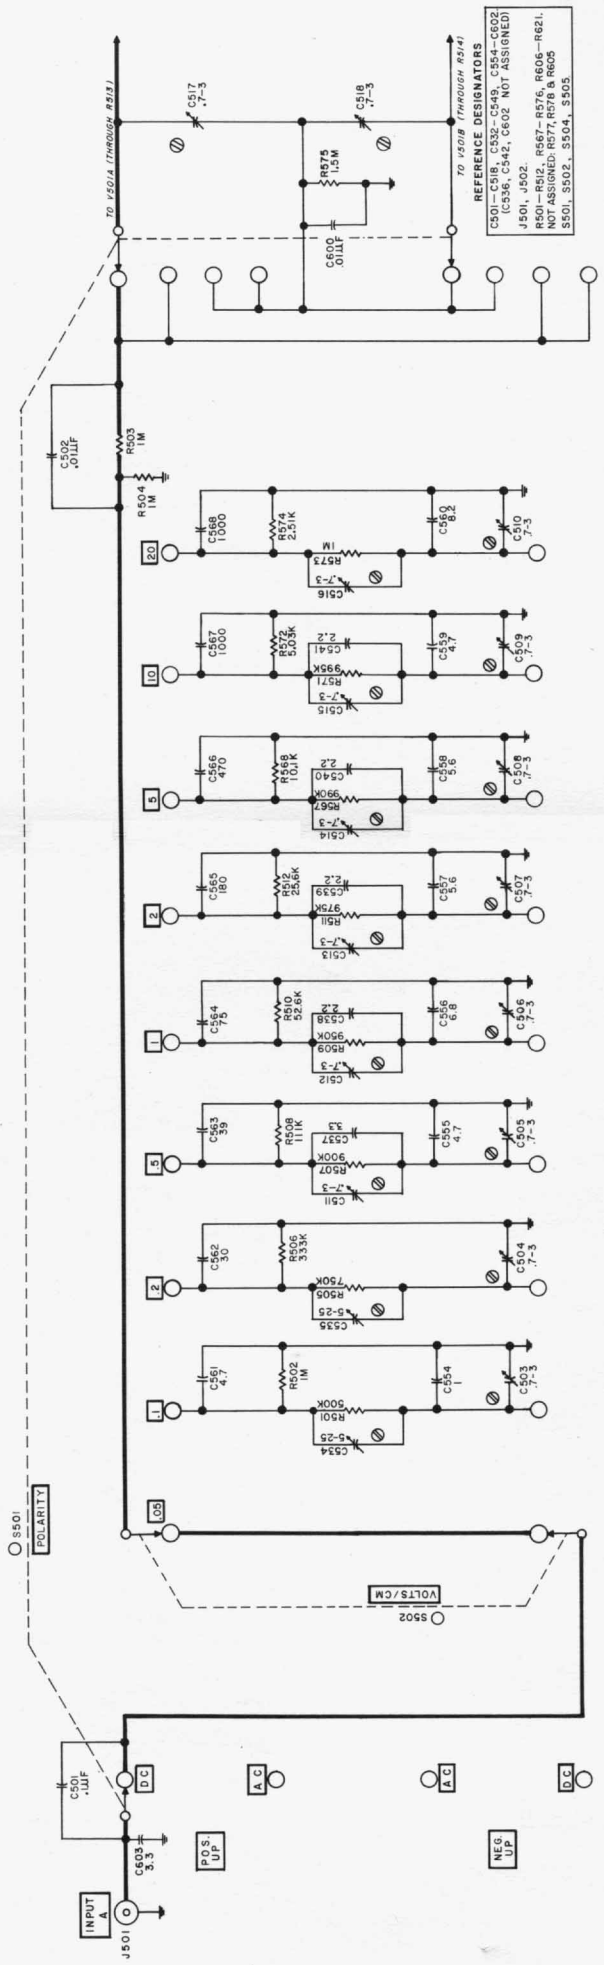 S501
POLARITY
INPUT
A
J501
C603
3.3
C501
.1UF
DC
AC
AC
DC
POS.
UP
NEG.
UP
VOLTS/CM
S502
.05
.1
C561
4.7
R502
1M
R501
500K
C534
5-25
C554
1
C503
.7-3
.2
C562
30
R506
333K
R505
750K
C535
5-25
C504
.7-3
.5
C563
39
R508
111K
C537
3.3
R507
900K
C511
.7-3
C555
4.7
C505
.7-3
1
C564
75
R510
52.6K
C538
2.2
R509
950K
C512
.7-3
C556
6.8
C506
.7-3
2
C565
180
R512
25.6K
C539
2.2
R511
975K
C513
.7-3
C557
5.6
C507
.7-3
5
C566
470
R568
10.1K
C540
2.2
R567
990K
C514
.7-3
C558
5.6
C508
.7-3
10
C567
1000
R572
5.03K
C541
2.2
R571
995K
C515
.7-3
C559
4.7
C509
.7-3
20
C568
1000
R574
2.51K
R573
1M
C516
.7-3
C560
8.2
C510
.7-3
C502
.01UF
R503
1M
R504
1M
TO V501A (THROUGH R513)
C517
.7-3
C518
.7-3
R575
1.5M
C600
.01UF
TO V501B (THROUGH R514)
REFERENCE DESIGNATORS
C501-C518, C532-C549, C554-C602
(C536, C542, C602 NOT ASSIGNED)
J501, J502.
R501-R512, R567-R576, R606-R621.
NOT ASSIGNED: R577, R578 & R605
S501, S502, S504, S505.